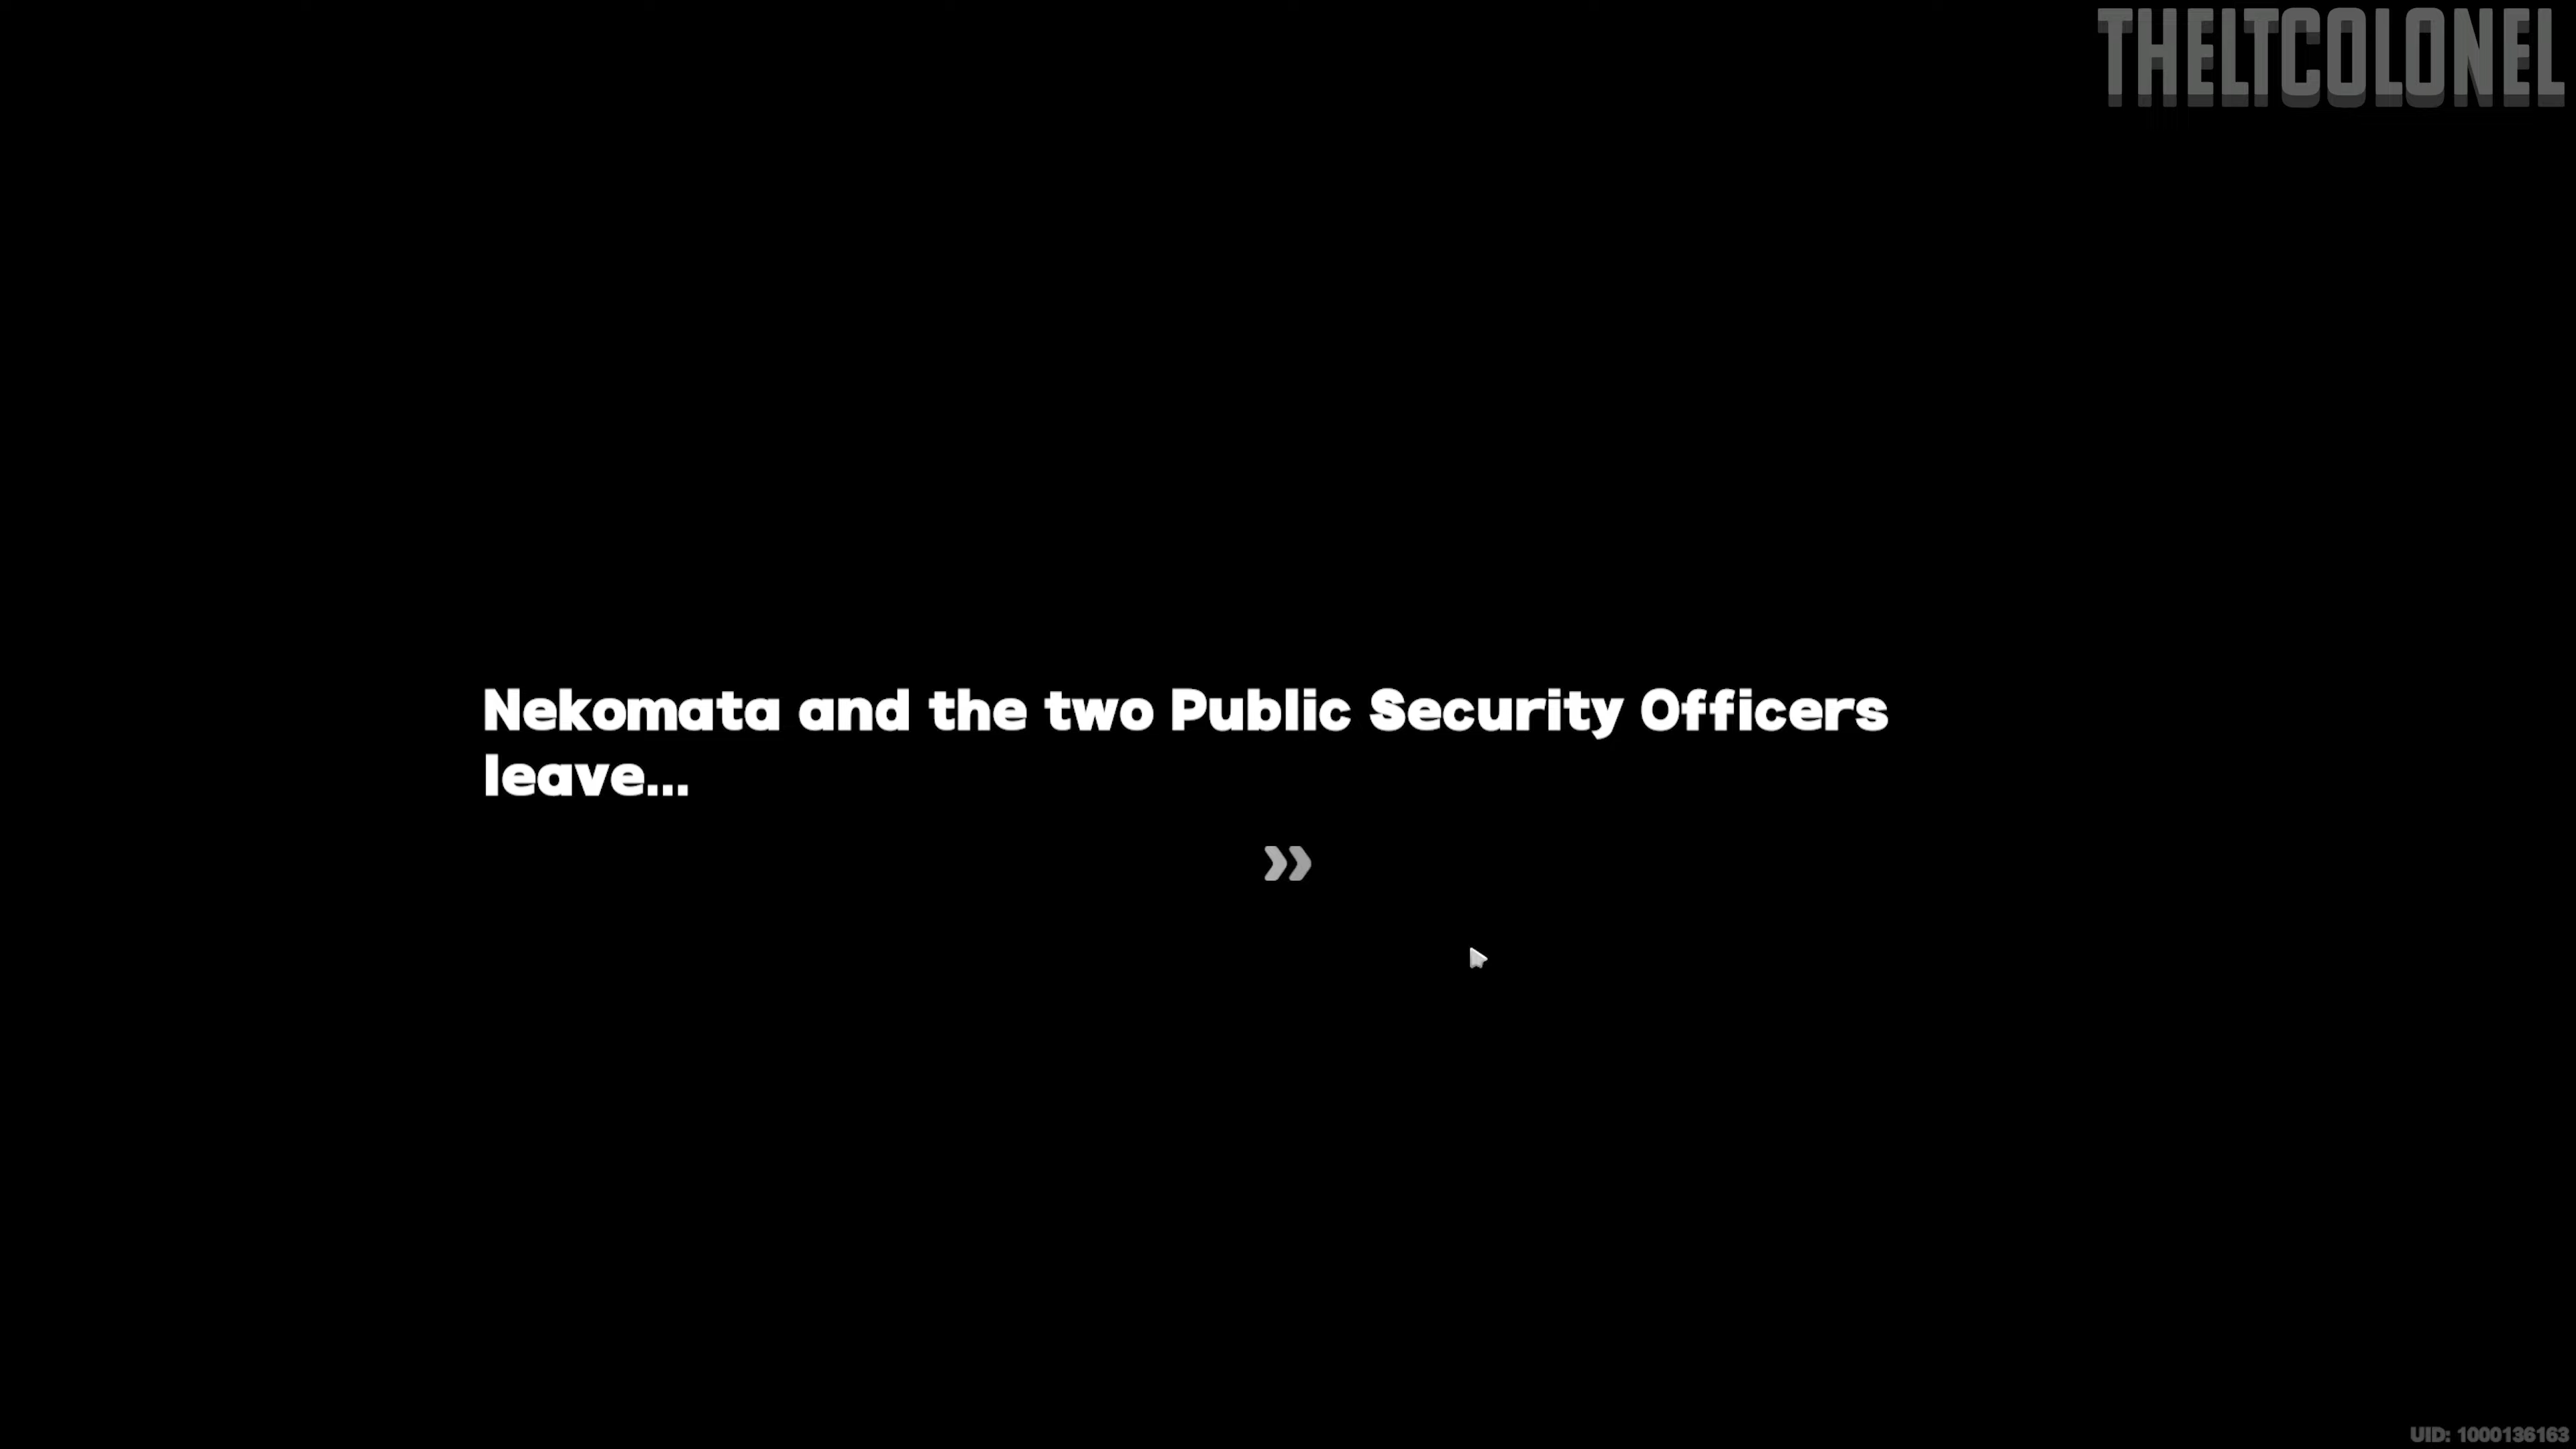 THELTCOLONEL
Nekomata and the two Public Security Officers
leave...
UID: 1000136163